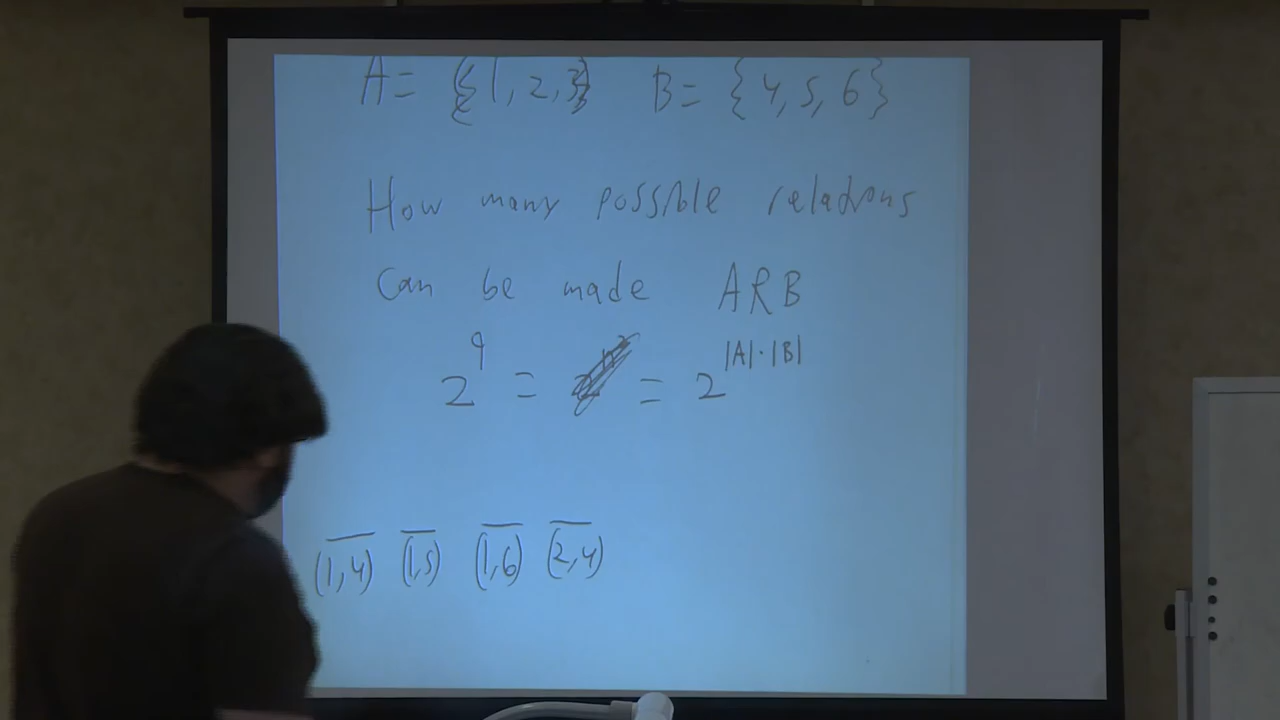 A = {1, 2, 3} B = {4, 5, 6}
How many possible relations
can be made ARB
2^9 = = 2^{|A|·|B|}
(1,4) (1,5) (1,6) (2,4)